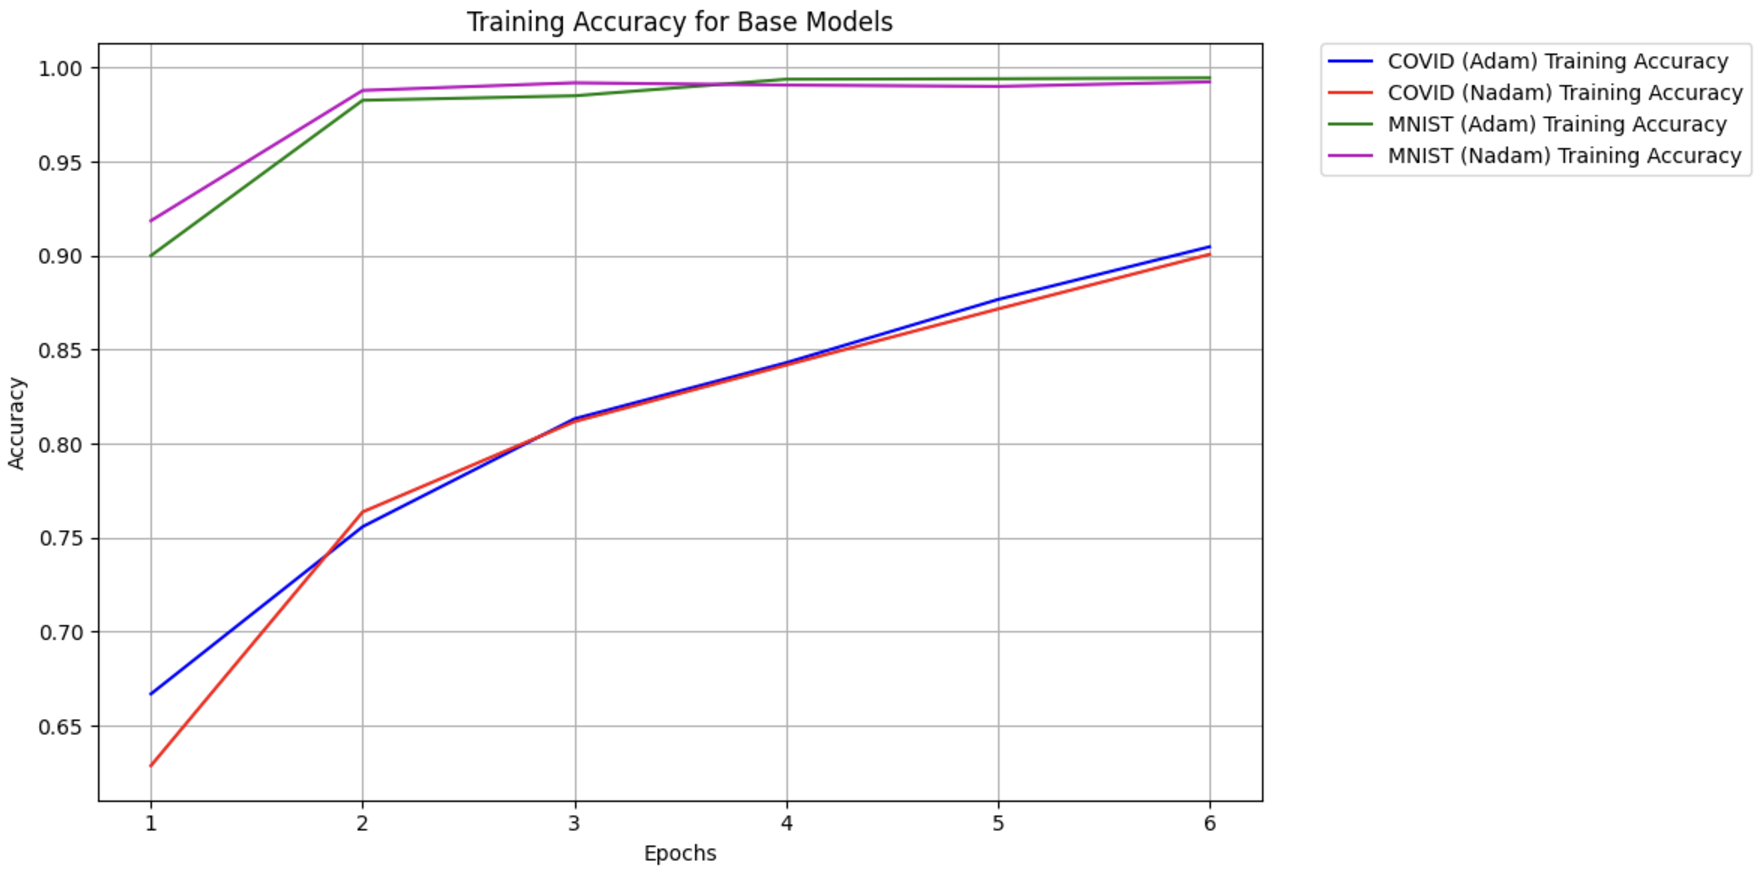 Training Accuracy for Base Models
1.00
0.95
0.90
0.85
0.80
0.75
0.70
0.65
Accuracy
1 2 3 4 5 6
Epochs
COVID (Adam) Training Accuracy
COVID (Nadam) Training Accuracy
MNIST (Adam) Training Accuracy
MNIST (Nadam) Training Accuracy